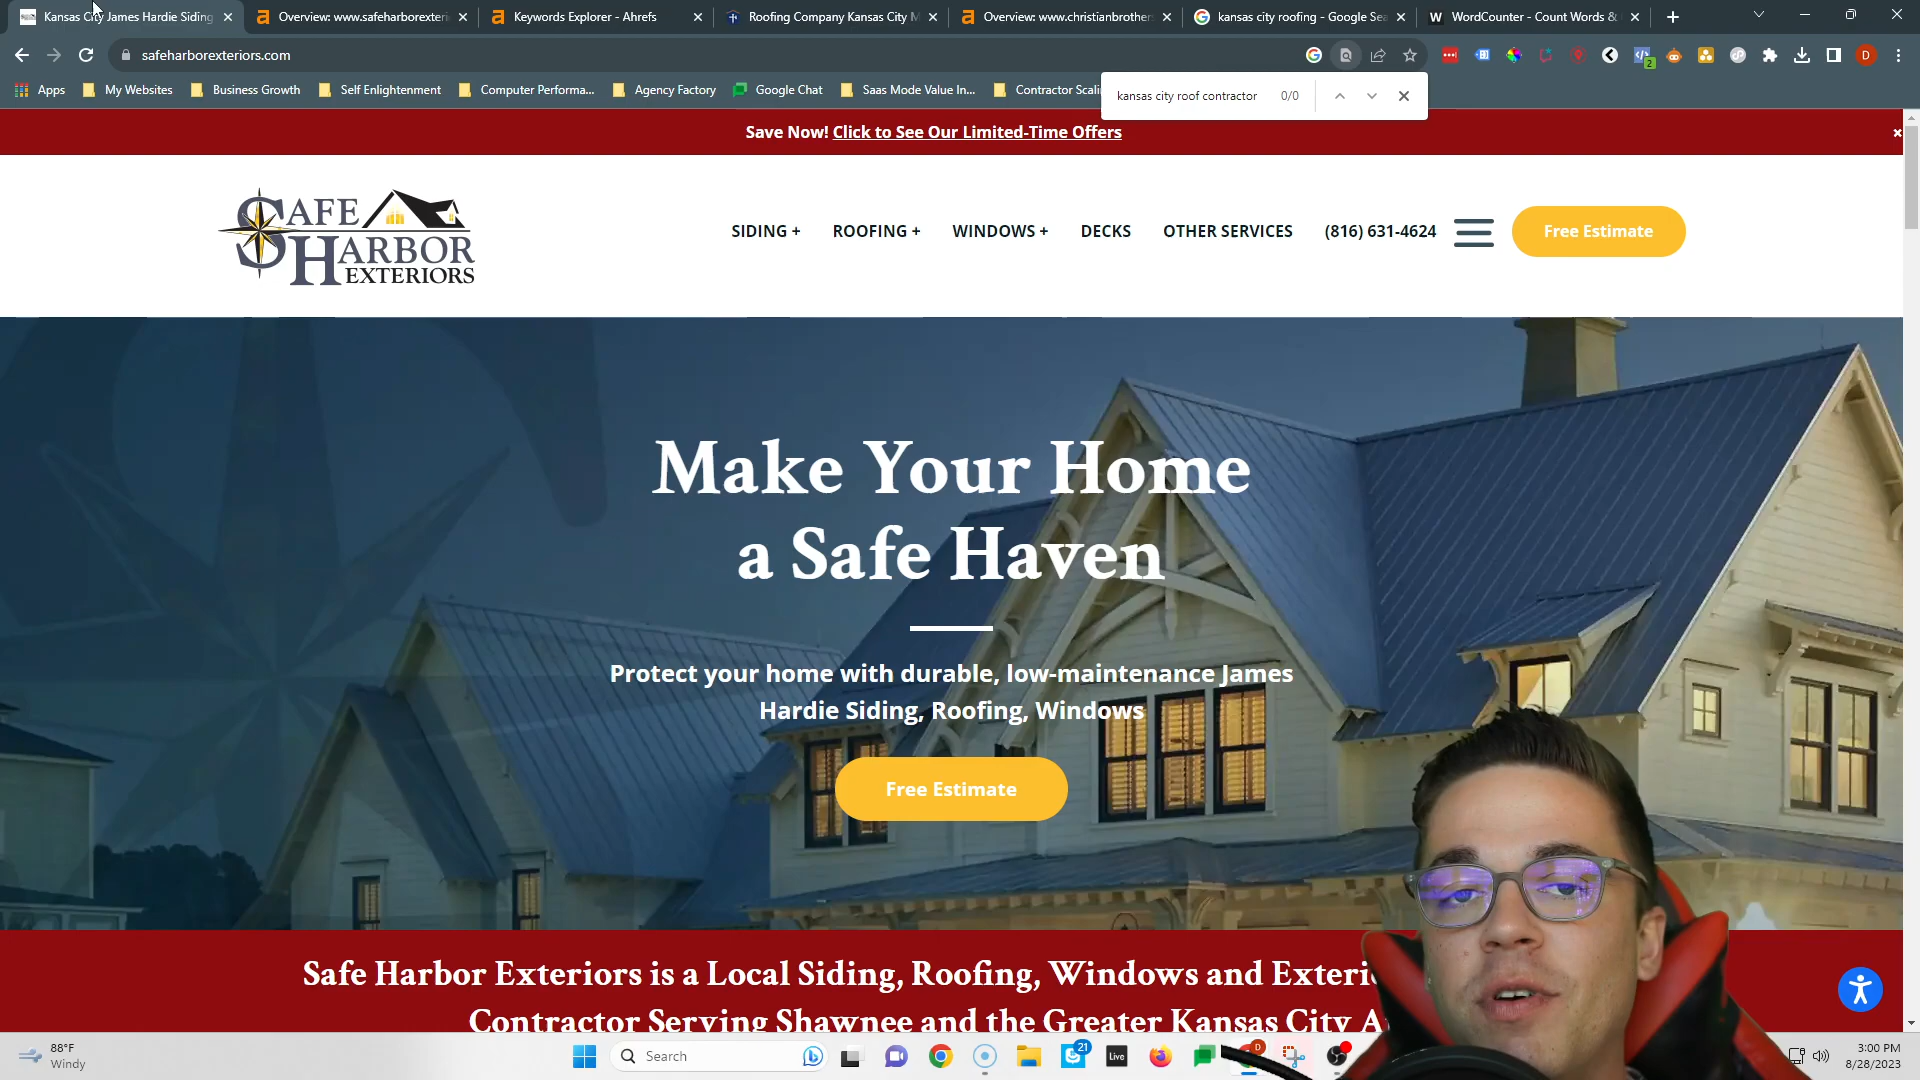 Kansas City James Hardie Siding
Overview: www.safeharborexteri
Keywords Explorer - Ahrefs
Roofing Company Kansas City M
Overview: www.christianbrother
kansas city roofing - Google Sea
WordCounter - Count Words &
safeharborexteriors.com
Apps
My Websites
Business Growth
Self Enlightenment
Computer Performa...
Agency Factory
Google Chat
Saas Mode Value In...
Contractor Scali
kansas city roof contractor 0/0
Save Now! Click to See Our Limited-Time Offers
SAFE
HARBOR
EXTERIORS
SIDING +
ROOFING +
WINDOWS +
DECKS
OTHER SERVICES
(816) 631-4624
Free Estimate
Make Your Home
a Safe Haven
Protect your home with durable, low-maintenance James
Hardie Siding, Roofing, Windows
Free Estimate
Safe Harbor Exteriors is a Local Siding, Roofing, Windows and Exteri
Contractor Serving Shawnee and the Greater Kansas City A
88°F
Windy
Search
21
Live
D
3:00 PM
8/28/2023